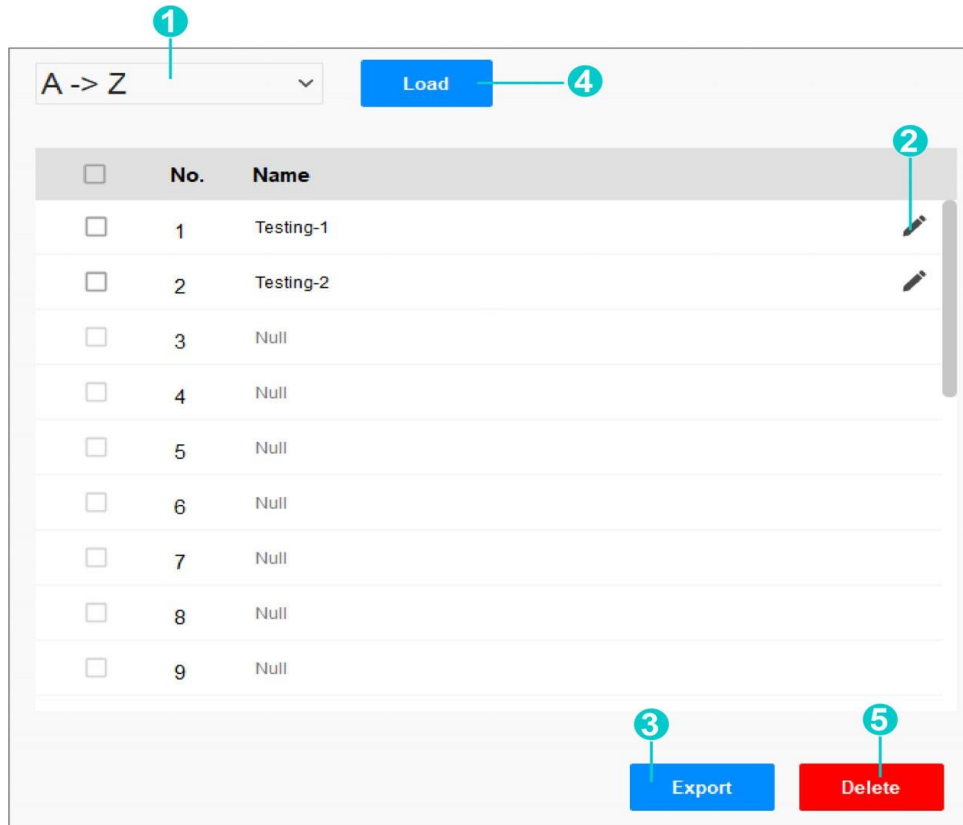 1
A -> Z Load 4
2
No. Name
1 Testing-1
2 Testing-2
3 Null
4 Null
5 Null
6 Null
7 Null
8 Null
9 Null
3 5
Export Delete